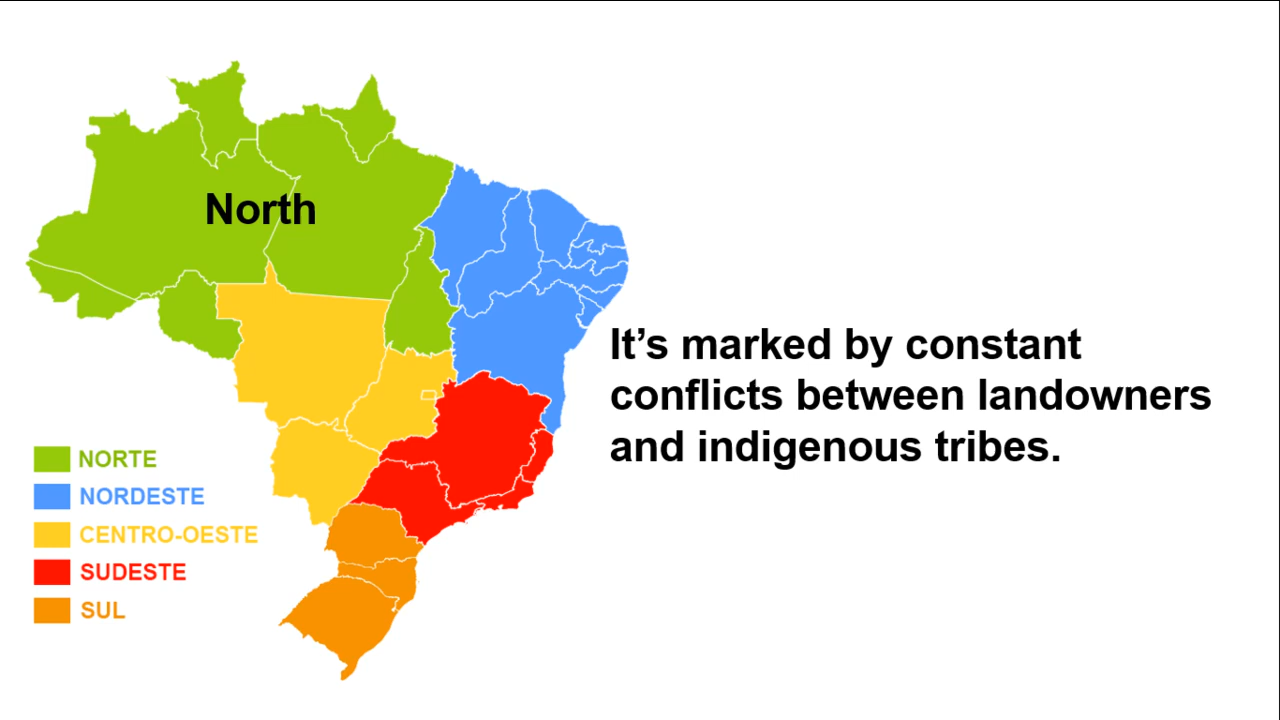 North
It’s marked by constant
conflicts between landowners
and indigenous tribes.
NORTE
NORDESTE
CENTRO-OESTE
SUDESTE
SUL